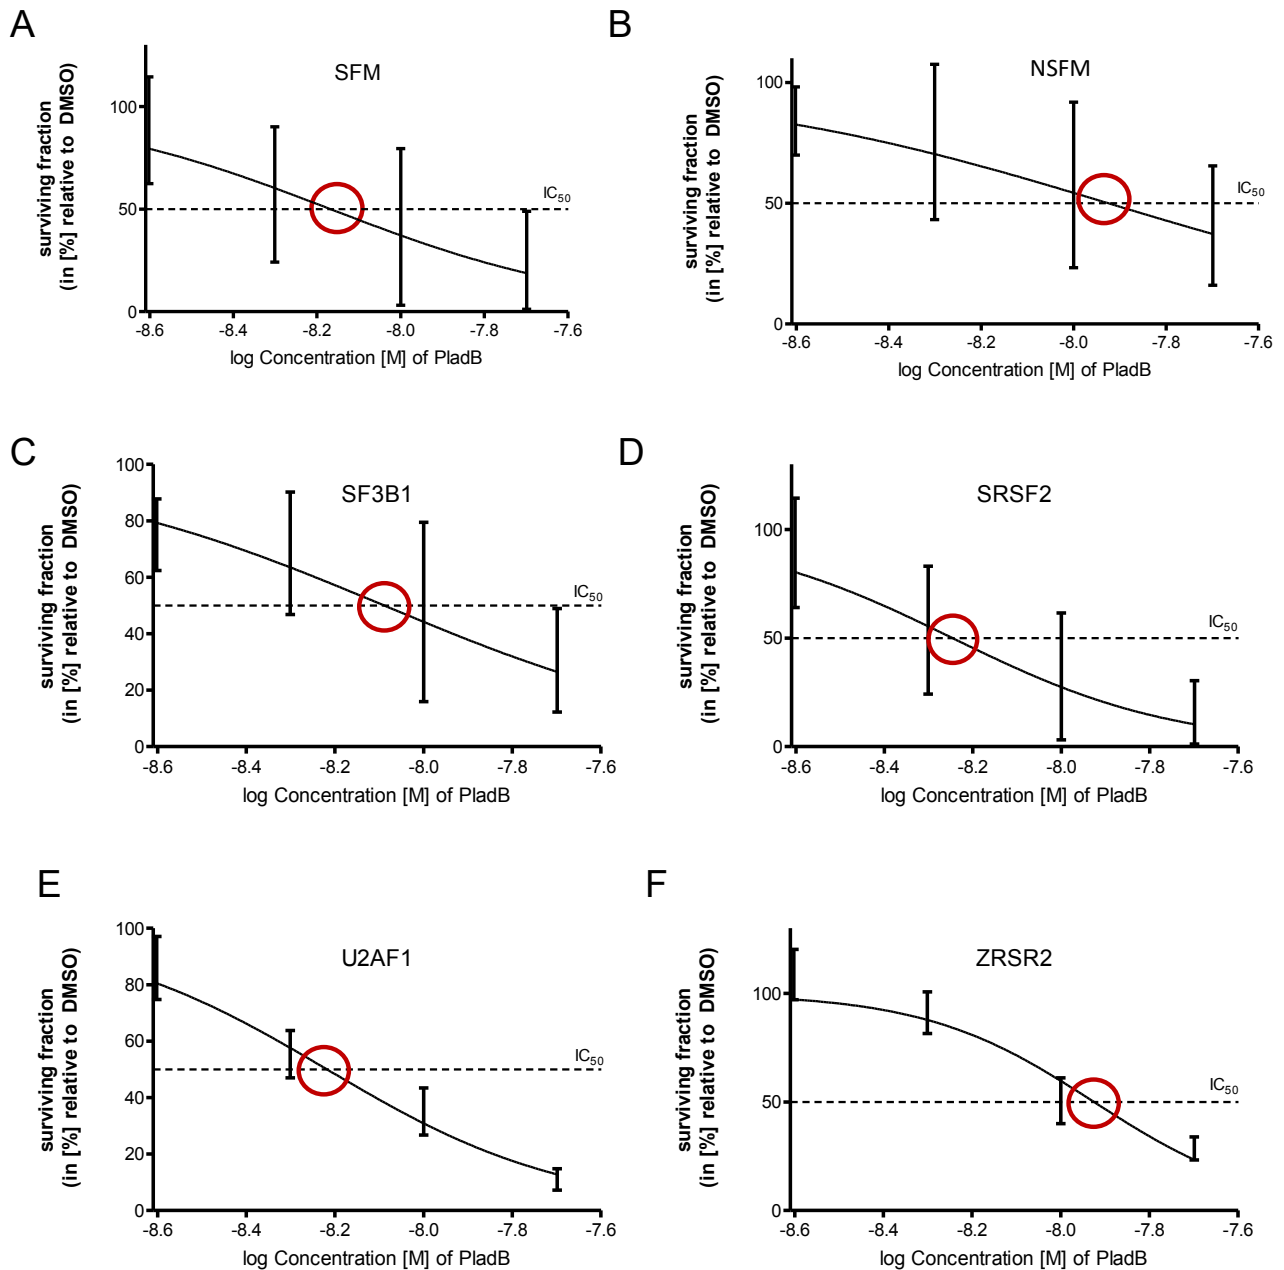 A
SFM
surviving fraction
(in [%] relative to DMSO)
100
50
0
IC50
-8.6 -8.4 -8.2 -8.0 -7.8 -7.6
log Concentration [M] of PladB
B
NSFM
surviving fraction
(in [%] relative to DMSO)
100
50
0
IC50
-8.6 -8.4 -8.2 -8.0 -7.8 -7.6
log Concentration [M] of PladB
C
SF3B1
surviving fraction
(in [%] relative to DMSO)
100
80
60
40
20
0
IC50
-8.6 -8.4 -8.2 -8.0 -7.8 -7.6
log Concentration [M] of PladB
D
SRSF2
surviving fraction
(in [%] relative to DMSO)
100
50
0
IC50
-8.6 -8.4 -8.2 -8.0 -7.8 -7.6
log Concentration [M] of PladB
E
U2AF1
surviving fraction
(in [%] relative to DMSO)
100
80
60
40
20
0
IC50
-8.6 -8.4 -8.2 -8.0 -7.8 -7.6
log Concentration [M] of PladB
F
ZRSR2
surviving fraction
(in [%] relative to DMSO)
100
50
0
IC50
-8.6 -8.4 -8.2 -8.0 -7.8 -7.6
log Concentration [M] of PladB